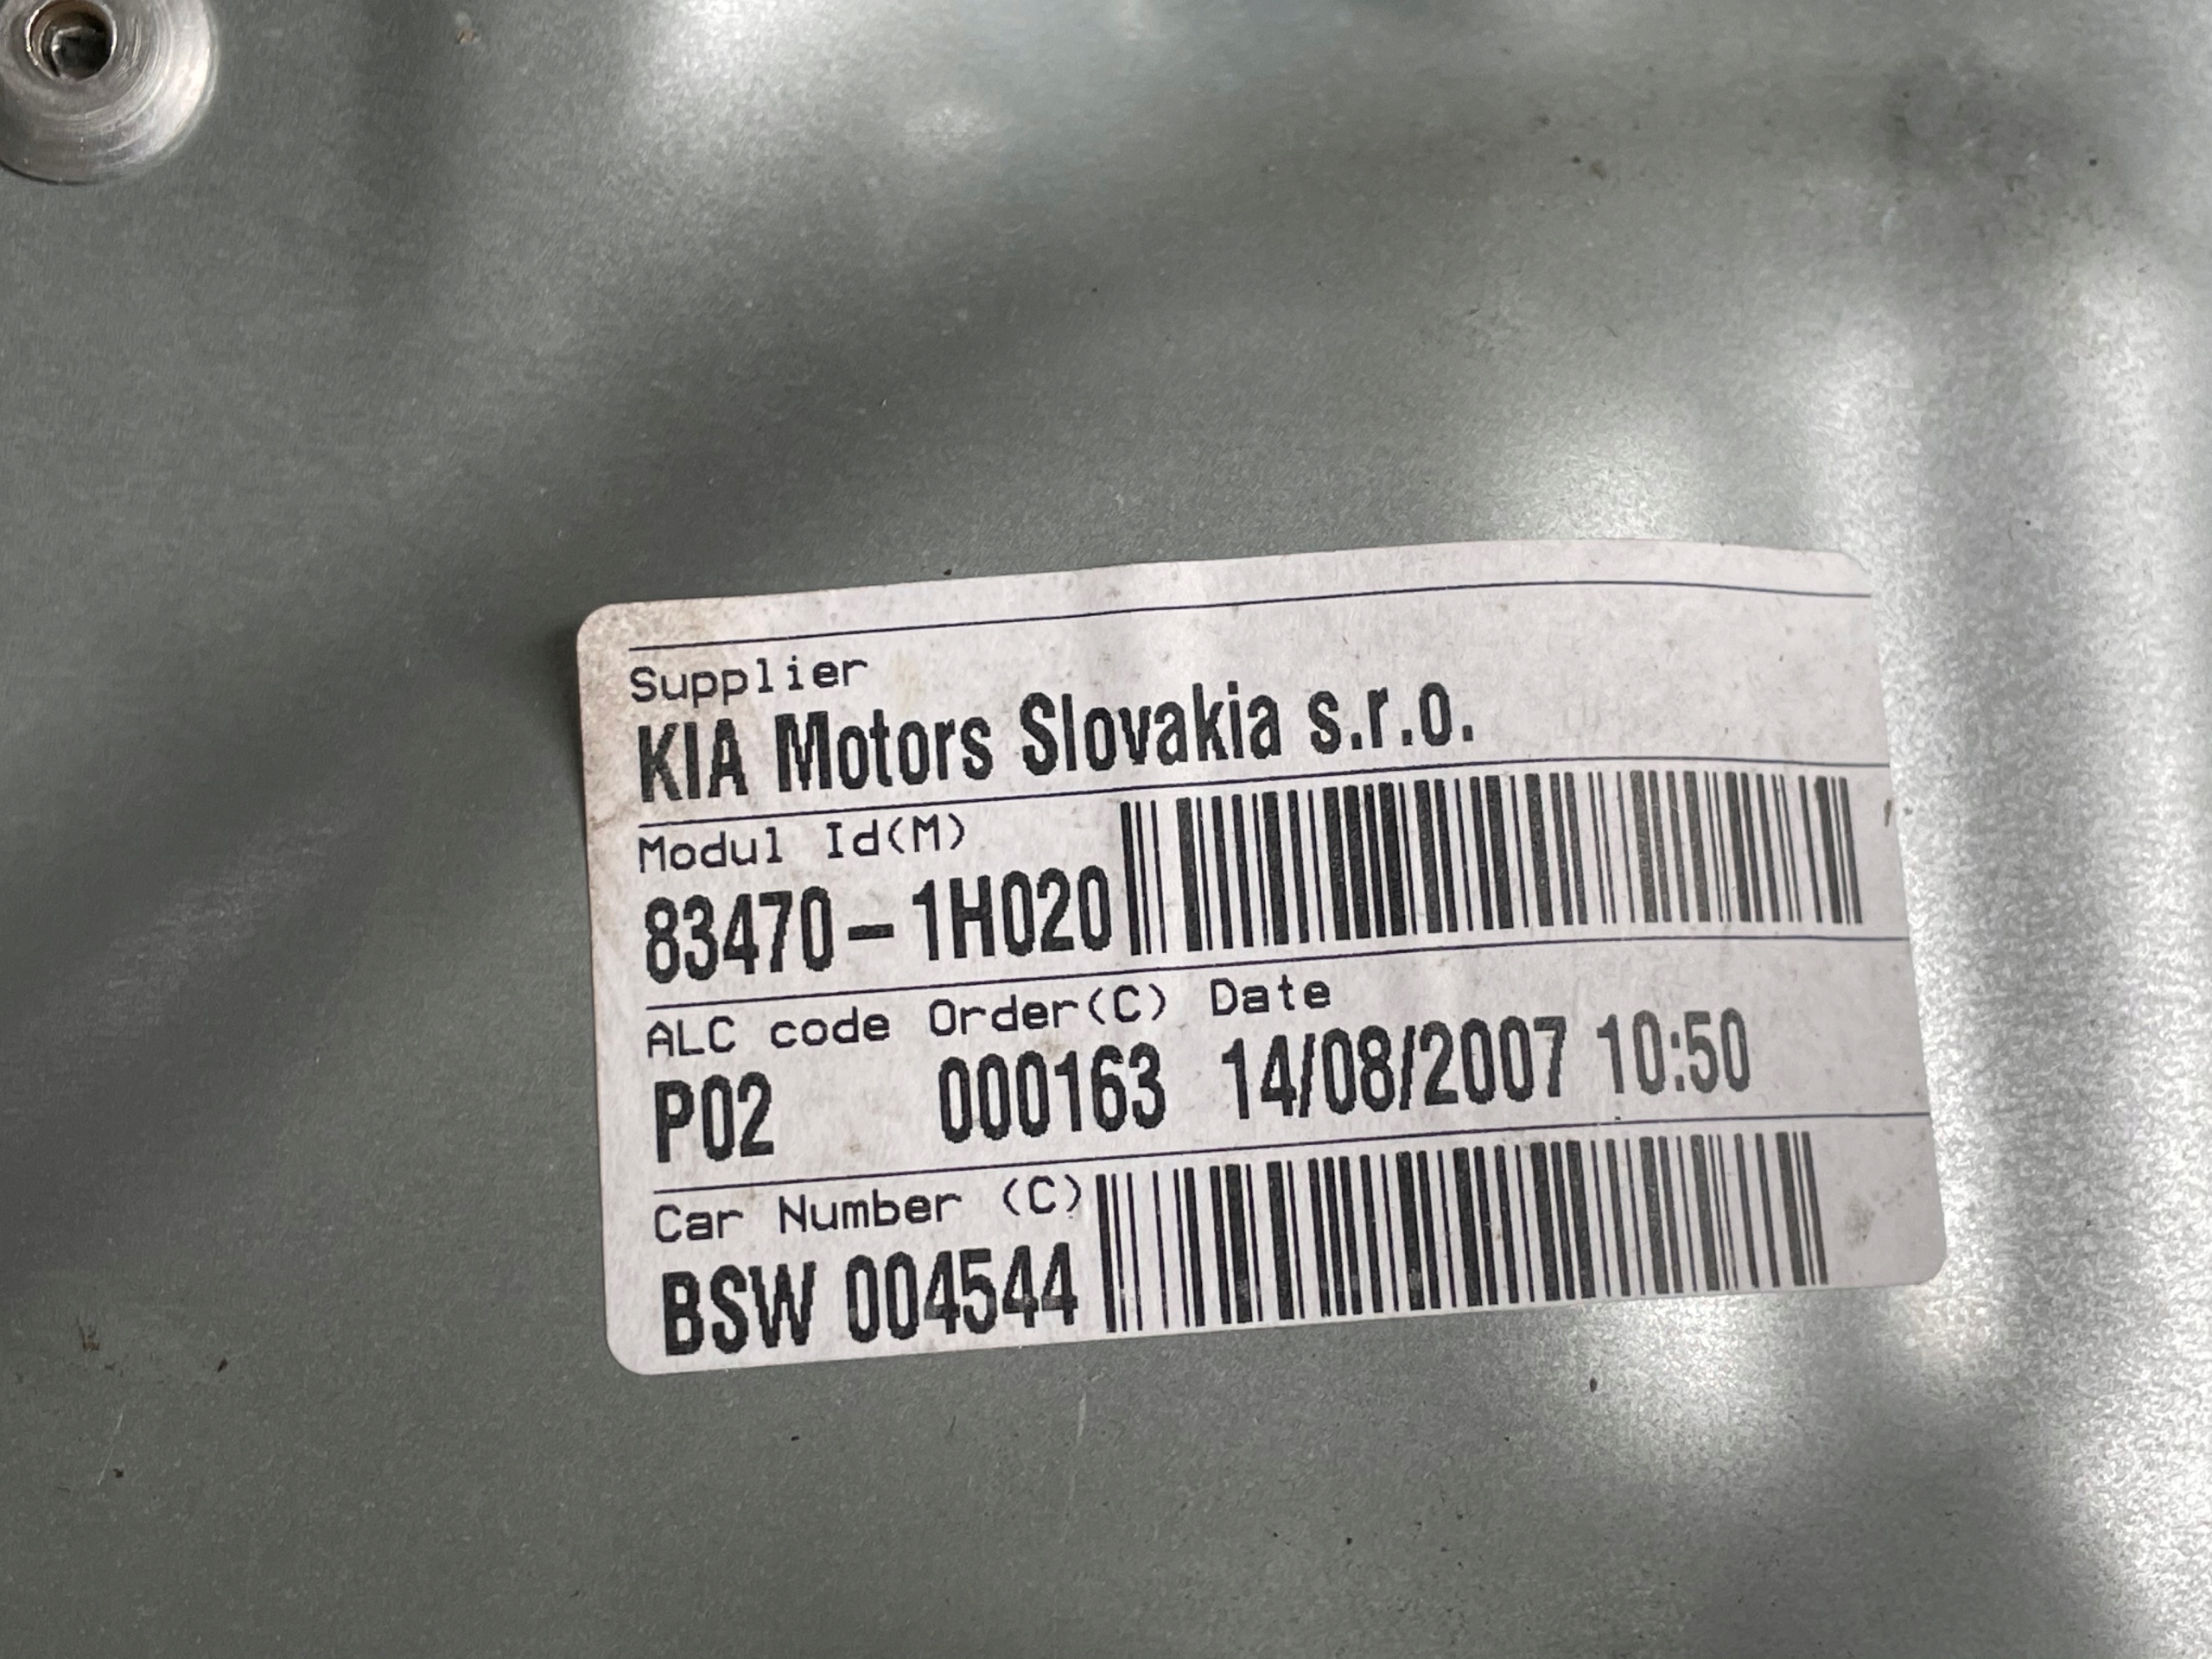 Supplier
KIA Motors Slovakia s.r.o.
Modul Id(M)
83470-1H020
ALC code Order(C) Date
P02 000163 14/08/2007 10:50
Car Number (C)
BSW 004544